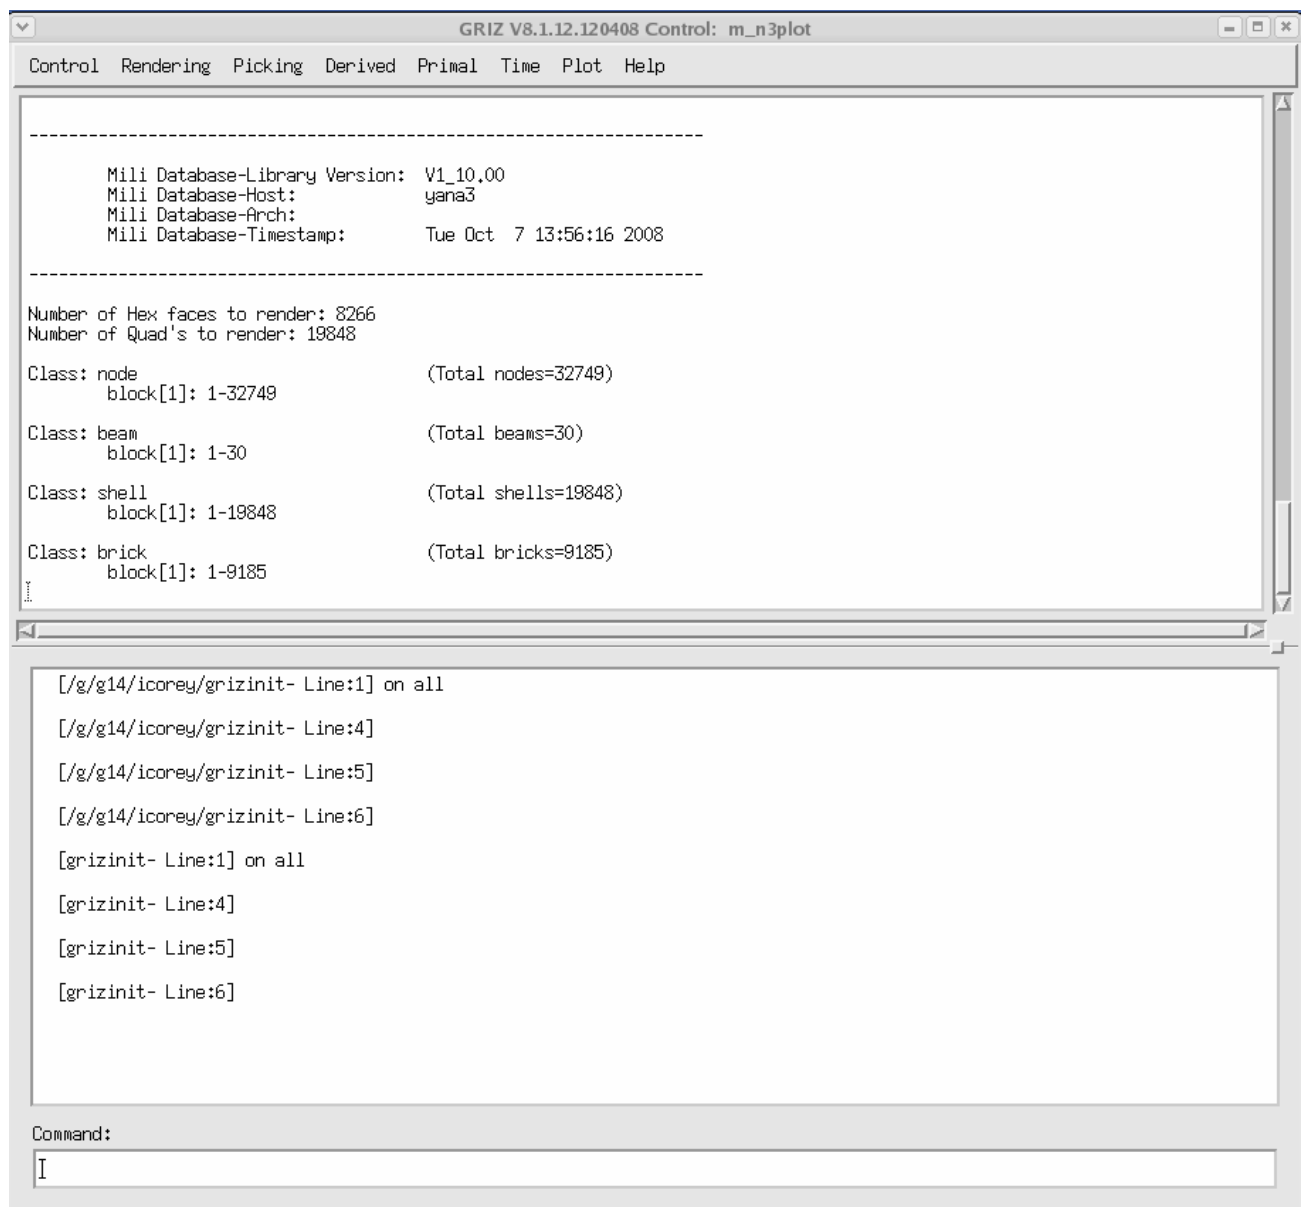 GRIZ V8.1.12.120408 Control: m_n3plot
Control Rendering Picking Derived Primal Time Plot Help
--------------------------------------------------------------------
Mili Database-Library Version: V1_10.00
Mili Database-Host: yana3
Mili Database-Arch:
Mili Database-Timestamp: Tue Oct 7 13:56:16 2008
--------------------------------------------------------------------
Number of Hex faces to render: 8266
Number of Quad's to render: 19848
Class: node (Total nodes=32749)
block[1]: 1-32749
Class: beam (Total beams=30)
block[1]: 1-30
Class: shell (Total shells=19848)
block[1]: 1-19848
Class: brick (Total bricks=9185)
block[1]: 1-9185
[/g/g14/icorey/grizinit- Line:1] on all
[/g/g14/icorey/grizinit- Line:4]
[/g/g14/icorey/grizinit- Line:5]
[/g/g14/icorey/grizinit- Line:6]
[grizinit- Line:1] on all
[grizinit- Line:4]
[grizinit- Line:5]
[grizinit- Line:6]
Command: